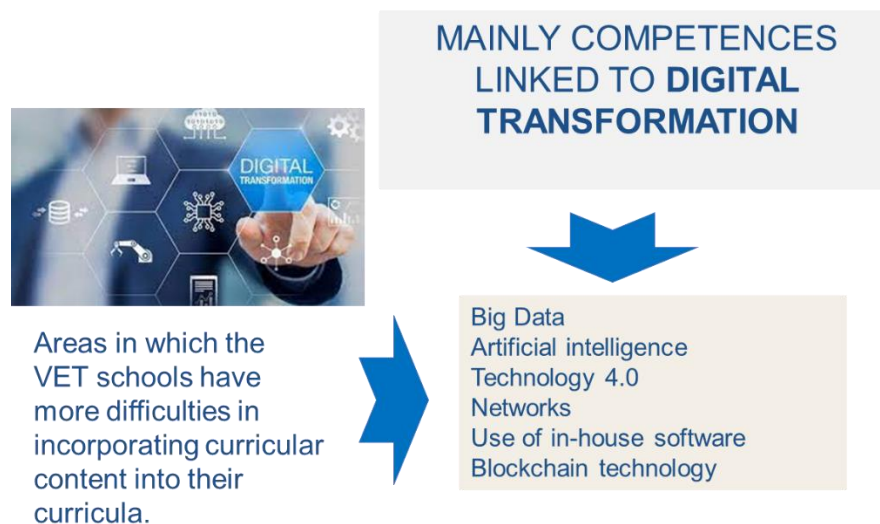 MAINLY COMPETENCES
LINKED TO DIGITAL
TRANSFORMATION
DIGITAL
TRANSFORMATION
Areas in which the
VET schools have
more difficulties in
incorporating curricular
content into their
curricula.
Big Data
Artificial intelligence
Technology 4.0
Networks
Use of in-house software
Blockchain technology